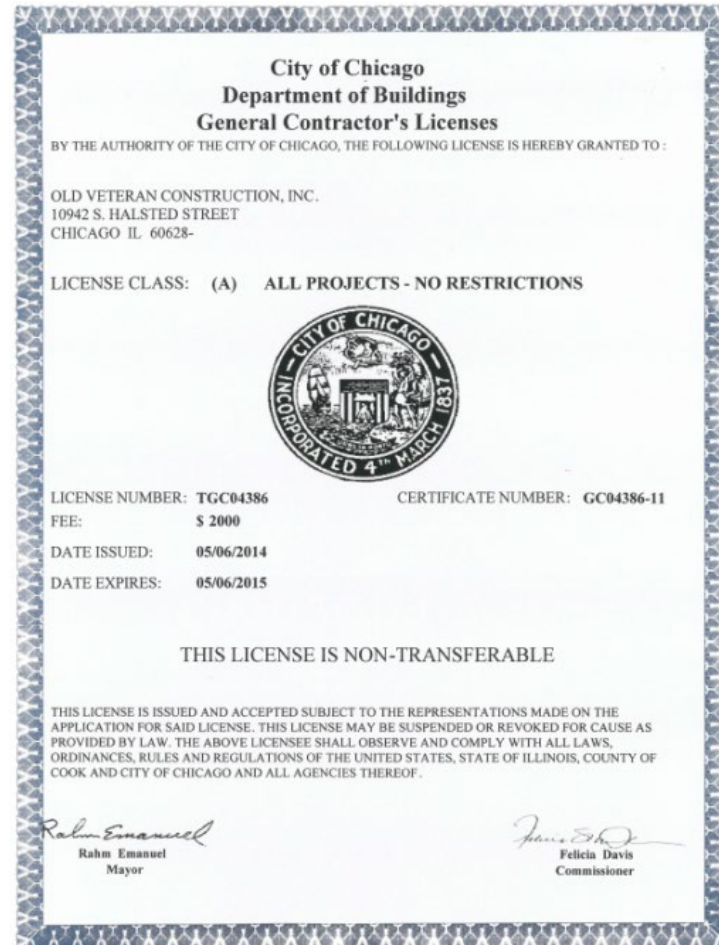 City of Chicago
Department of Buildings
General Contractor's Licenses
BY THE AUTHORITY OF THE CITY OF CHICAGO, THE FOLLOWING LICENSE IS HEREBY GRANTED TO :
OLD VETERAN CONSTRUCTION, INC.
10942 S. HALSTED STREET
CHICAGO IL 60628-
LICENSE CLASS: (A) ALL PROJECTS - NO RESTRICTIONS
CITY OF CHICAGO
INCORPORATED 4TH MARCH 1837
LICENSE NUMBER: TGC04386 CERTIFICATE NUMBER: GC04386-11
FEE: $ 2000
DATE ISSUED: 05/06/2014
DATE EXPIRES: 05/06/2015
THIS LICENSE IS NON-TRANSFERABLE
THIS LICENSE IS ISSUED AND ACCEPTED SUBJECT TO THE REPRESENTATIONS MADE ON THE
APPLICATION FOR SAID LICENSE. THIS LICENSE MAY BE SUSPENDED OR REVOKED FOR CAUSE AS
PROVIDED BY LAW. THE ABOVE LICENSEE SHALL OBSERVE AND COMPLY WITH ALL LAWS,
ORDINANCES, RULES AND REGULATIONS OF THE UNITED STATES, STATE OF ILLINOIS, COUNTY OF
COOK AND CITY OF CHICAGO AND ALL AGENCIES THEREOF.
Rahm Emanuel
Rahm Emanuel
Mayor
Felicia Davis
Commissioner